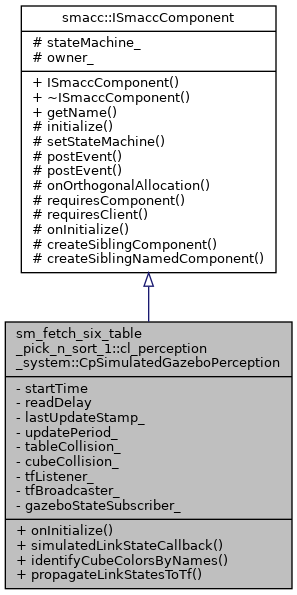 smacc::ISmaccComponent
# stateMachine_
# owner_
+ ISmaccComponent()
+ ~ISmaccComponent()
+ getName()
# initialize()
# setStateMachine()
# postEvent()
# postEvent()
# onOrthogonalAllocation()
# requiresComponent()
# requiresClient()
# onInitialize()
# createSiblingComponent()
# createSiblingNamedComponent()
sm_fetch_six_table
_pick_n_sort_1::cl_perception
_system::CpSimulatedGazeboPerception
- startTime
- readDelay
- lastUpdateStamp_
- updatePeriod_
- tableCollision_
- cubeCollision_
- tfListener_
- tfBroadcaster_
- gazeboStateSubscriber_
+ onInitialize()
+ simulatedLinkStateCallback()
+ identifyCubeColorsByNames()
+ propagateLinkStatesToTf()